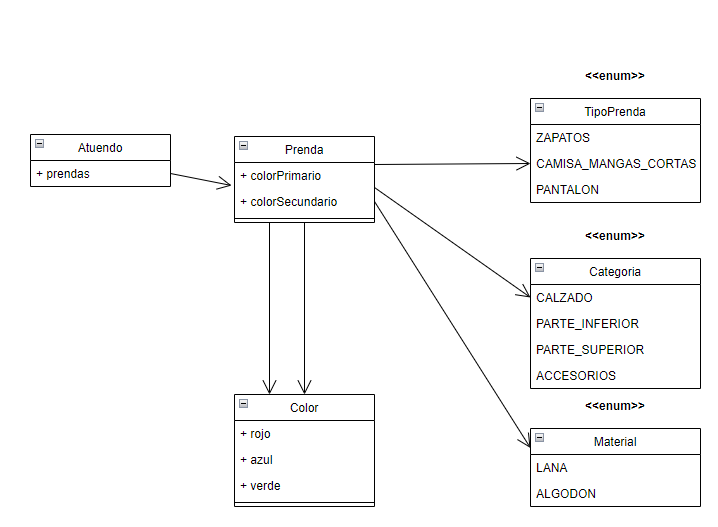 <<enum>>
TipoPrenda
ZAPATOS
CAMISA_MANGAS_CORTAS
PANTALON
Atuendo
+ prendas
Prenda
+ colorPrimario
+ colorSecundario
<<enum>>
Categoria
CALZADO
PARTE_INFERIOR
PARTE_SUPERIOR
ACCESORIOS
Color
+ rojo
+ azul
+ verde
<<enum>>
Material
LANA
ALGODON